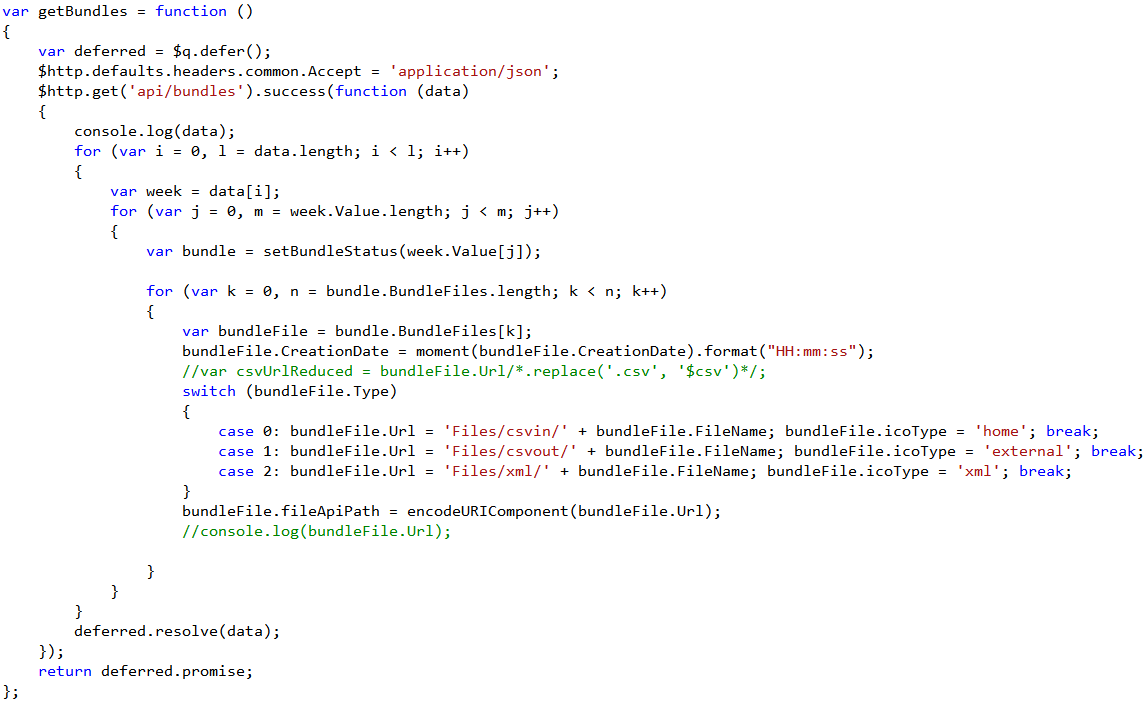 var getBundles = function ()
{
    var deferred = $q.defer();
    $http.defaults.headers.common.Accept = 'application/json';
    $http.get('api/bundles').success(function (data)
    {
        console.log(data);
        for (var i = 0, l = data.length; i < l; i++)
        {
            var week = data[i];
            for (var j = 0, m = week.Value.length; j < m; j++)
            {
                var bundle = setBundleStatus(week.Value[j]);

                for (var k = 0, n = bundle.BundleFiles.length; k < n; k++)
                {
                    var bundleFile = bundle.BundleFiles[k];
                    bundleFile.CreationDate = moment(bundleFile.CreationDate).format("HH:mm:ss");
                    //var csvUrlReduced = bundleFile.Url/*.replace('.csv', '$csv')*/;
                    switch (bundleFile.Type)
                    {
                        case 0: bundleFile.Url = 'Files/csvin/' + bundleFile.FileName; bundleFile.icoType = 'home'; break;
                        case 1: bundleFile.Url = 'Files/csvout/' + bundleFile.FileName; bundleFile.icoType = 'external'; break;
                        case 2: bundleFile.Url = 'Files/xml/' + bundleFile.FileName; bundleFile.icoType = 'xml'; break;
                    }
                    bundleFile.fileApiPath = encodeURIComponent(bundleFile.Url);
                    //console.log(bundleFile.Url);

                }
            }
        }
        deferred.resolve(data);
    });
    return deferred.promise;
};